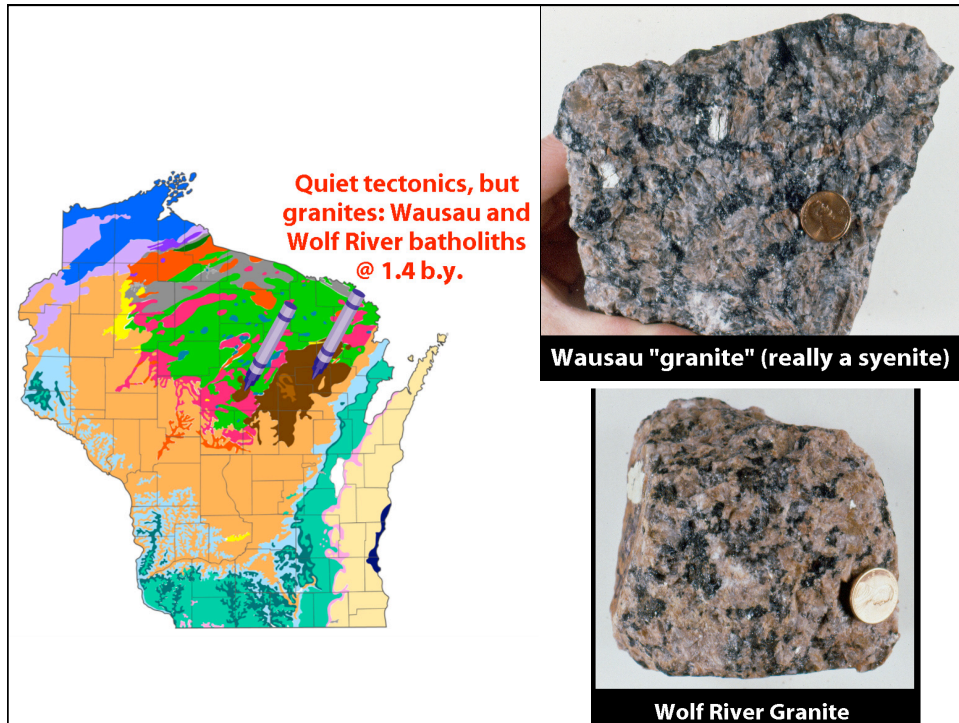 Quiet tectonics, but
granites: Wausau and
Wolf River batholiths
@ 1.4 b.y.
Wausau "granite" (really a syenite)
Wolf River Granite